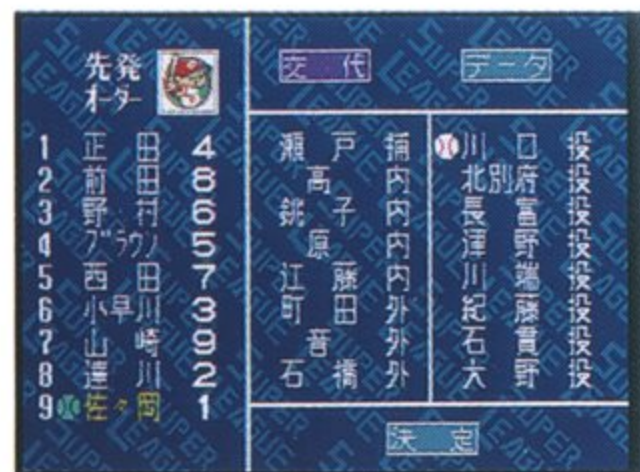 先発
オーダー
1 正田 4
2 前田 8
3 野村 6
4 ブラウン 5
5 西田 7
6 小早川 3
7 山崎 9
8 達川 2
9 佐々岡 1
交代
データ
瀬戸 捕
高 内
銚子 内
原 内
江藤 内
町田 外
音 外
石橋 外
川口 投
北別府 投
長冨 投
津野 投
川端 投
紀藤 投
石貫 投
大野 投
決定
SUPER
LEAGUE